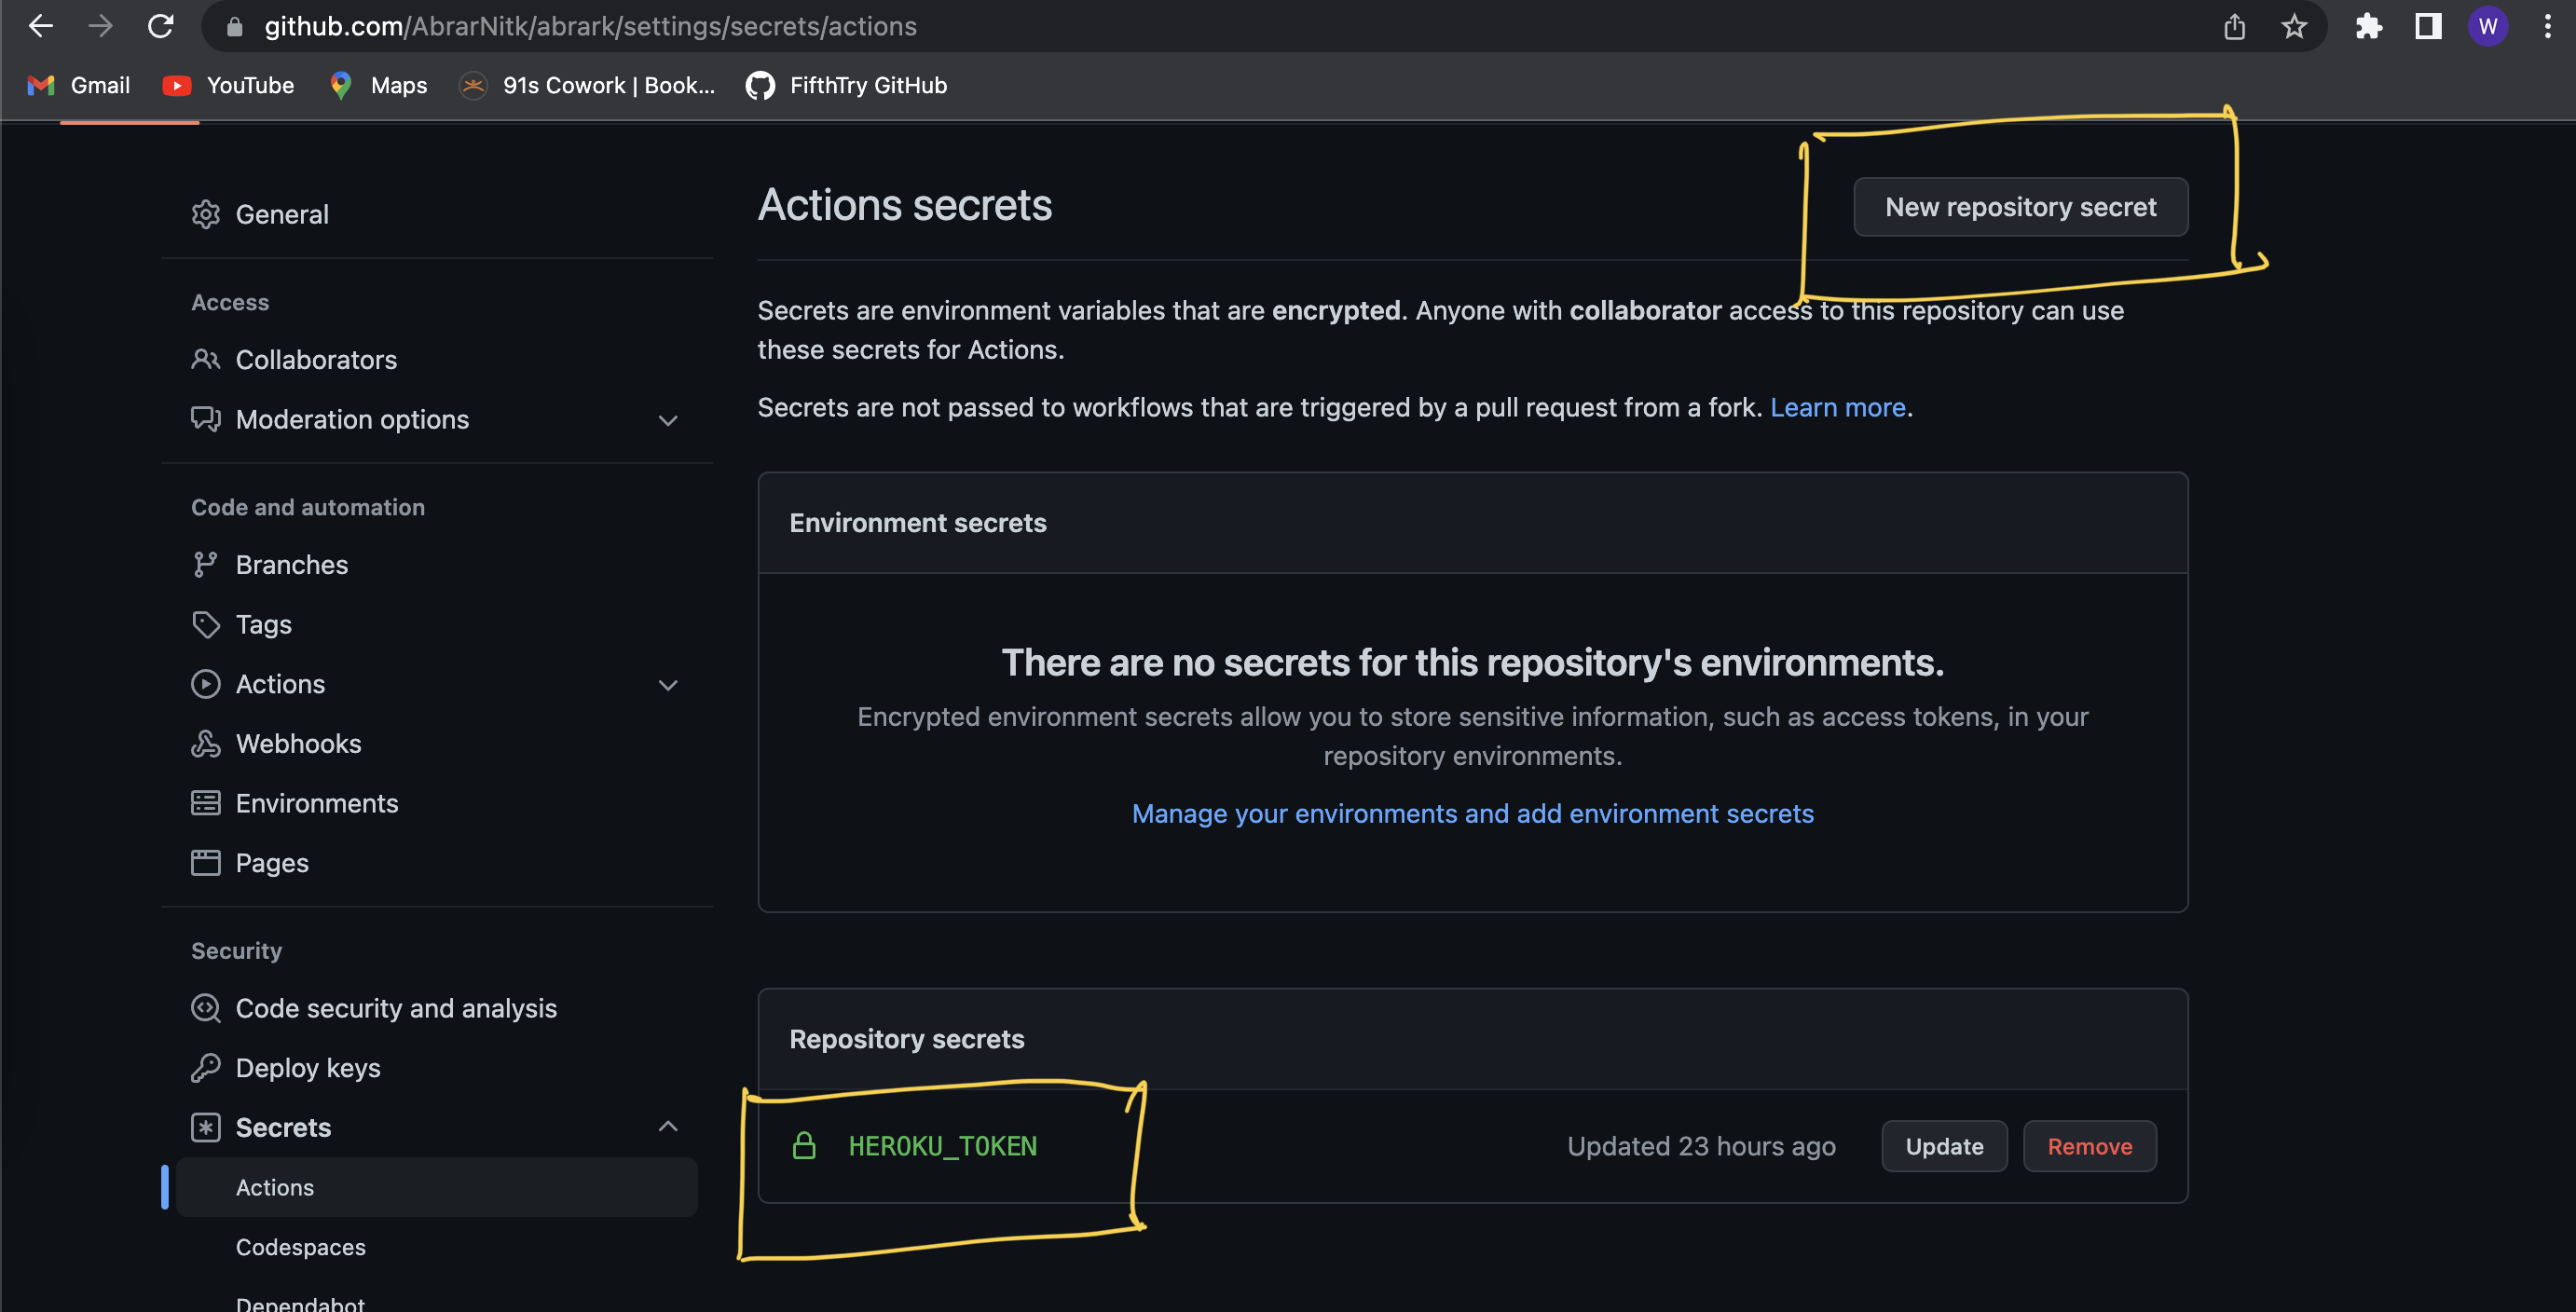 github.com/AbrarNitk/abrark/settings/secrets/actions
W
Gmail
YouTube
Maps
91s Cowork | Book...
FifthTry GitHub
General
Access
Collaborators
Moderation options
Code and automation
Branches
Tags
Actions
Webhooks
Environments
Pages
Security
Code security and analysis
Deploy keys
Secrets
Actions
Codespaces
Dependabot
Actions secrets
New repository secret
Secrets are environment variables that are encrypted. Anyone with collaborator access to this repository can use
these secrets for Actions.
Secrets are not passed to workflows that are triggered by a pull request from a fork. Learn more.
Environment secrets
There are no secrets for this repository's environments.
Encrypted environment secrets allow you to store sensitive information, such as access tokens, in your
repository environments.
Manage your environments and add environment secrets
Repository secrets
HEROKU_TOKEN
Updated 23 hours ago
Update
Remove